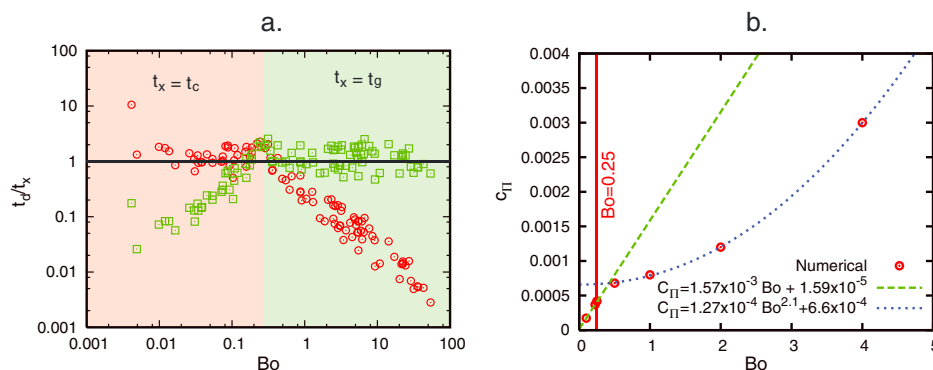 a.
t_x = t_c
t_x = t_g
100
10
1
0.1
0.01
0.001
t_d/t_x
0.001 0.01 0.1 1 10 100
Bo
b.
0.004
0.0035
0.003
0.0025
0.002
0.0015
0.001
0.0005
0
c_Π
Bo=0.25
Numerical
C_Π=1.57x10^-3 Bo + 1.59x10^-5
C_Π=1.27x10^-4 Bo^2.1+6.6x10^-4
0 1 2 3 4 5
Bo